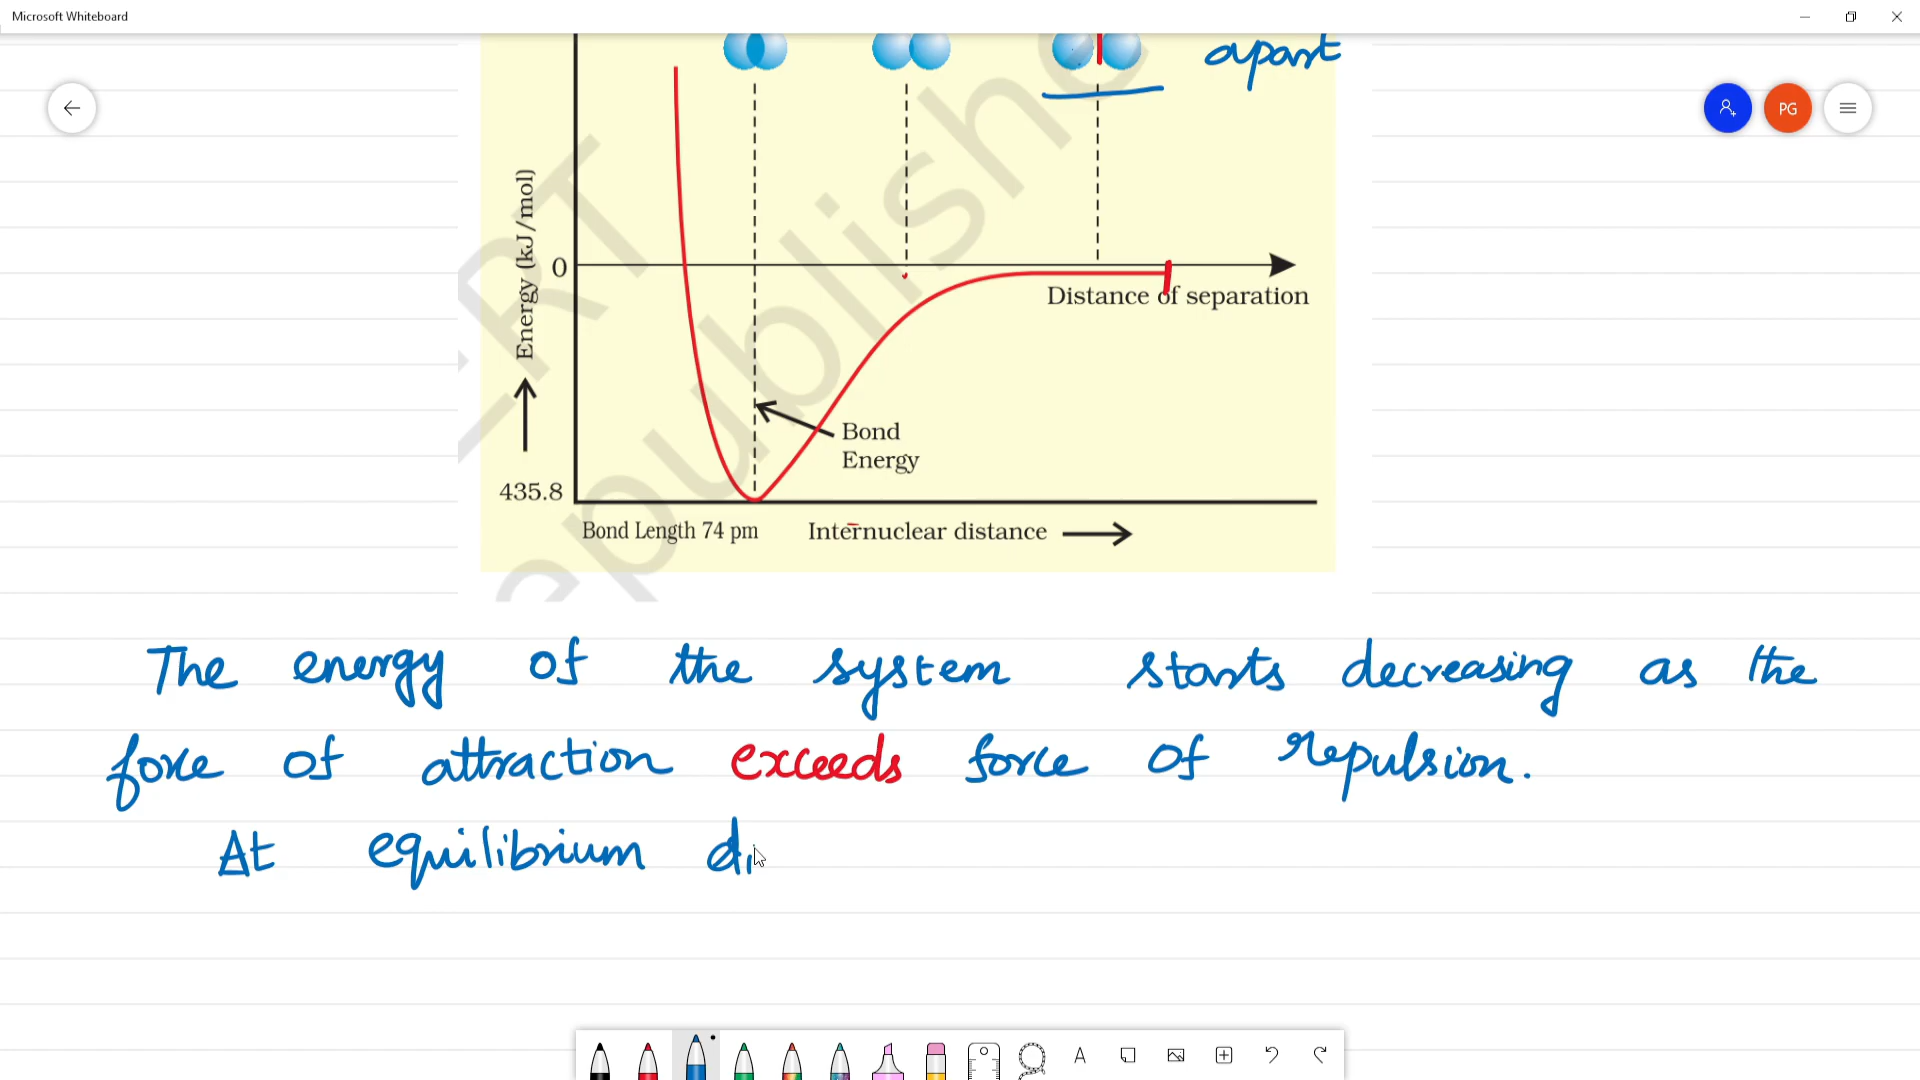 Microsoft Whiteboard
apart
PG
Energy (kJ/mol)
0
Distance of separation
Bond
Energy
435.8
Bond Length 74 pm
Internuclear distance
The energy of the system starts decreasing as the
force of attraction exceeds force of repulsion.
At equilibrium di
A